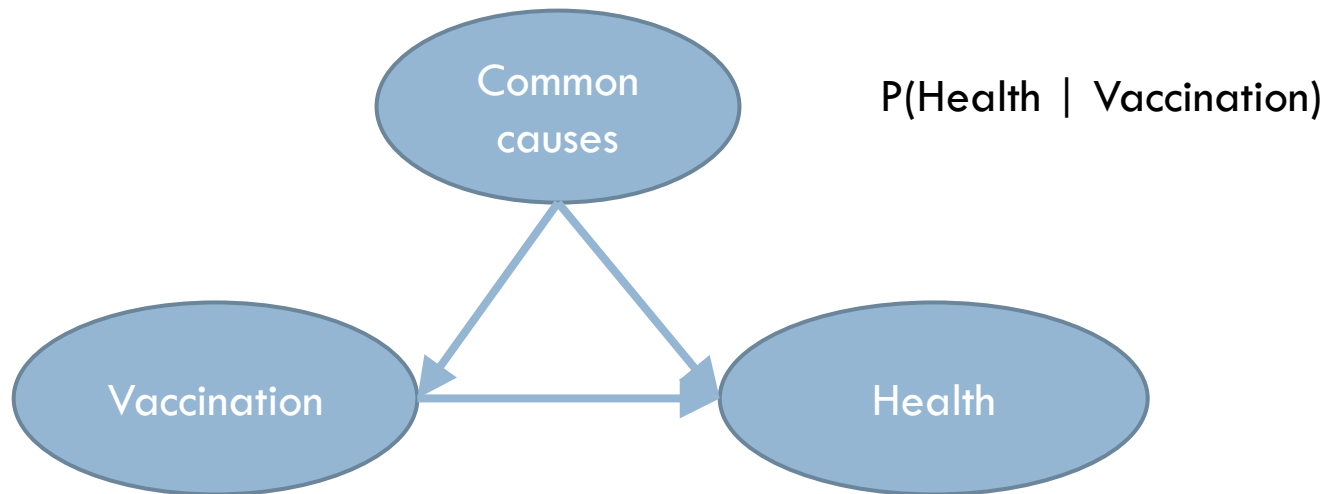 Common
causes
P(Health | Vaccination)
Vaccination
Health